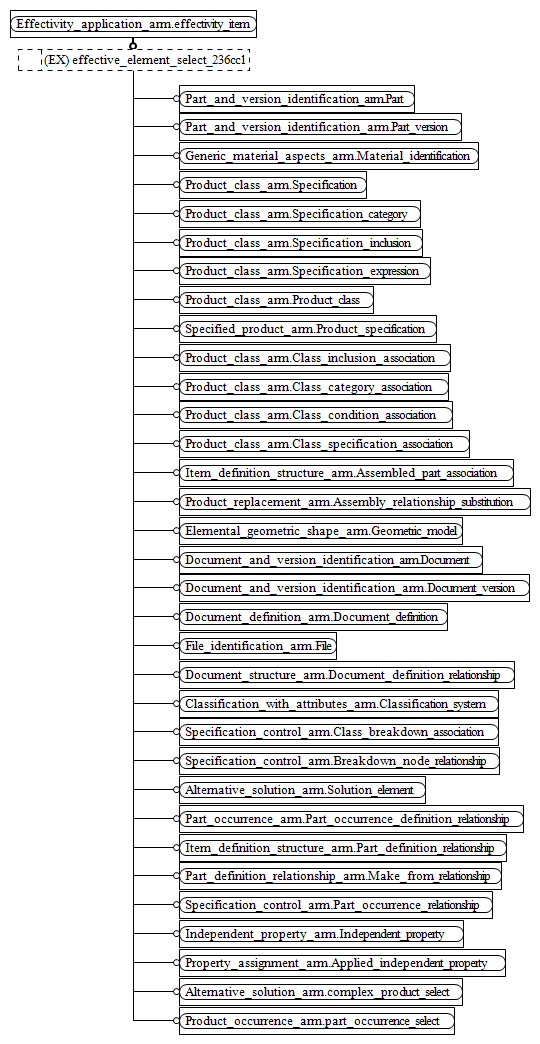 Effectivity_application_arm.effectivity_item
(EX) effective_element_select_236cc1
Part_and_version_identification_arm.Part
Part_and_version_identification_arm.Part_version
Generic_material_aspects_arm.Material_identification
Product_class_arm.Specification
Product_class_arm.Specification_category
Product_class_arm.Specification_inclusion
Product_class_arm.Specification_expression
Product_class_arm.Product_class
Specified_product_arm.Product_specification
Product_class_arm.Class_inclusion_association
Product_class_arm.Class_category_association
Product_class_arm.Class_condition_association
Product_class_arm.Class_specification_association
Item_definition_structure_arm.Assembled_part_association
Product_replacement_arm.Assembly_relationship_substitution
Elemental_geometric_shape_arm.Geometric_model
Document_and_version_identification_arm.Document
Document_and_version_identification_arm.Document_version
Document_definition_arm.Document_definition
File_identification_arm.File
Document_structure_arm.Document_definition_relationship
Classification_with_attributes_arm.Classification_system
Specification_control_arm.Class_breakdown_association
Specification_control_arm.Breakdown_node_relationship
Alternative_solution_arm.Solution_element
Part_occurrence_arm.Part_occurrence_definition_relationship
Item_definition_structure_arm.Part_definition_relationship
Part_definition_relationship_arm.Make_from_relationship
Specification_control_arm.Part_occurrence_relationship
Independent_property_arm.Independent_property
Property_assignment_arm.Applied_independent_property
Alternative_solution_arm.complex_product_select
Product_occurrence_arm.part_occurrence_select